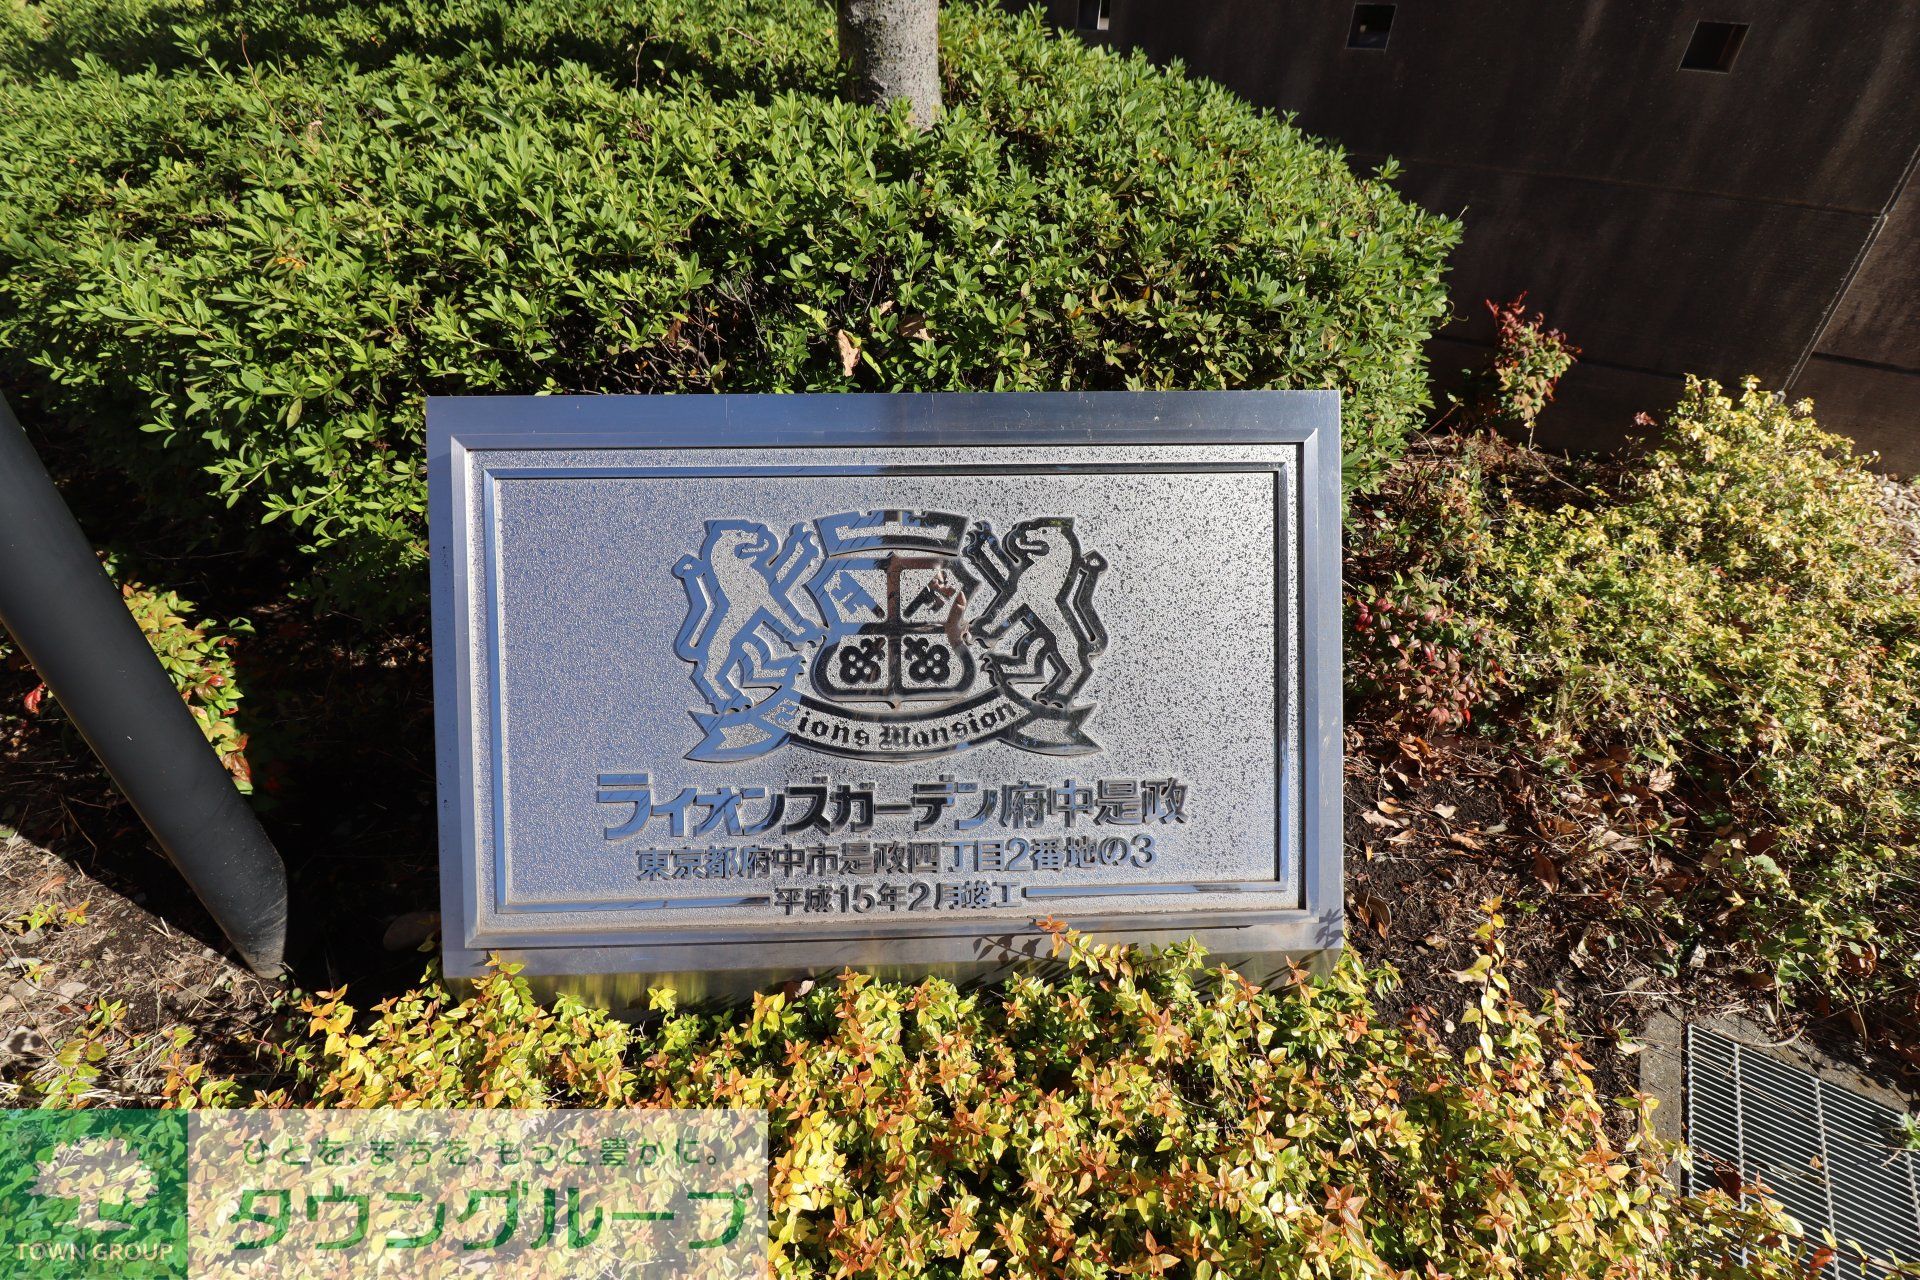 Lions Mansion
ライオンズガーデン府中是政
東京都府中市是政四丁目2番地の3
平成15年2月竣工
ひとを、まちを、もっと豊かに。
タウングループ
TOWN GROUP